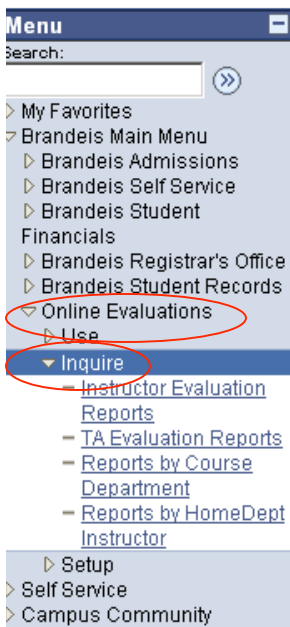 Menu
Search:
My Favorites
Brandeis Main Menu
Brandeis Admissions
Brandeis Self Service
Brandeis Student
Financials
Brandeis Registrar's Office
Brandeis Student Records
Online Evaluations
Use
Inquire
Instructor Evaluation
Reports
TA Evaluation Reports
Reports by Course
Department
Reports by HomeDept
Instructor
Setup
Self Service
Campus Community